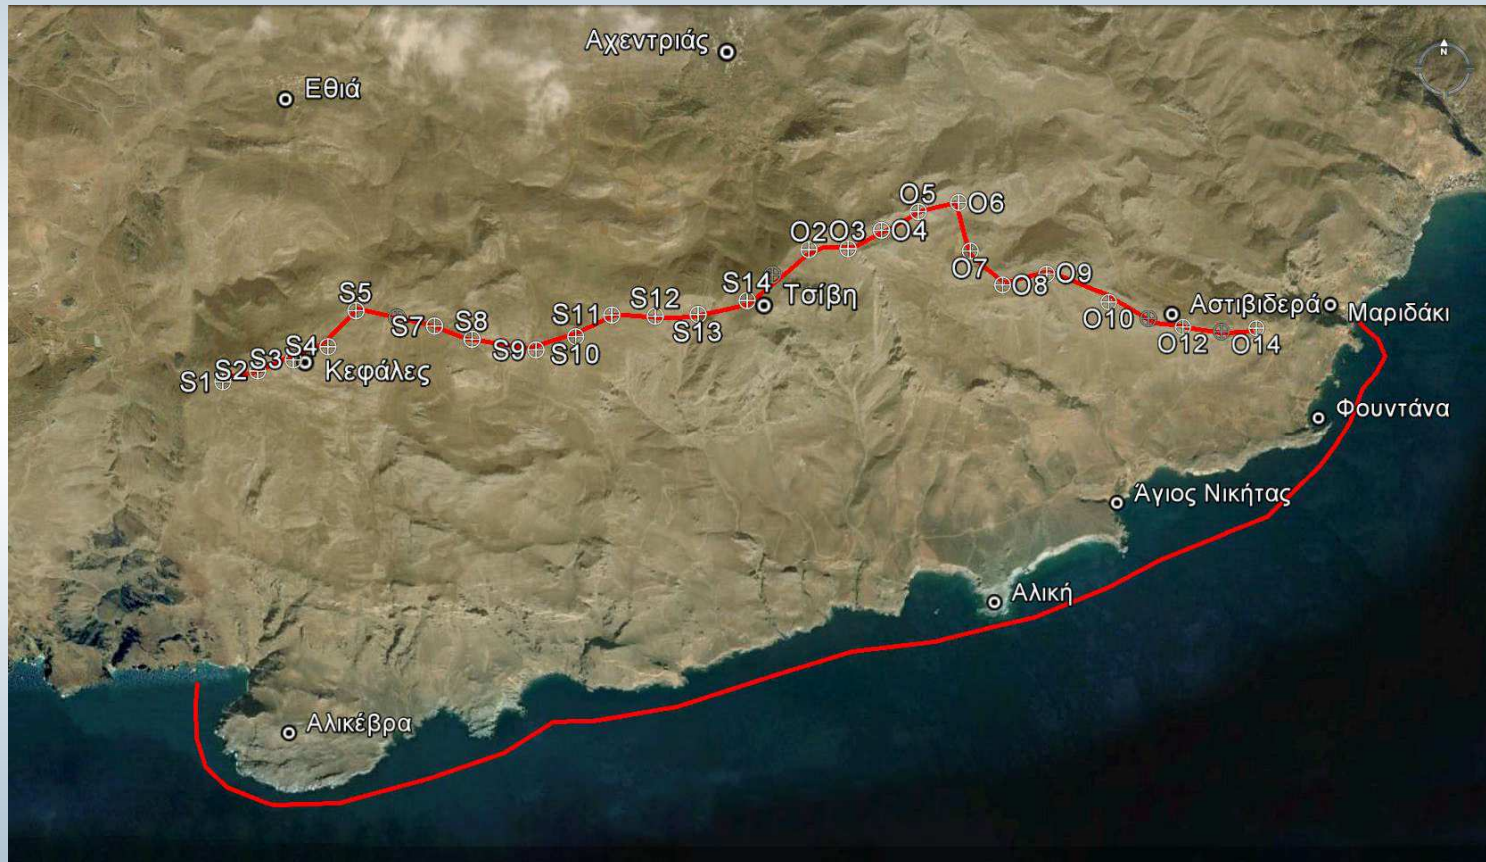 Αχεντριάς
N
Εθιά
O5
O6
O2
O3
O4
O7
O8
O9
S14
Τσίβη
Αστιβιδερά
Μαριδάκι
S5
S7
S8
S11
S12
S13
O10
O12
O14
S1
S2
S3
S4
Κεφάλες
S9
S10
Φουντάνα
Άγιος Νικήτας
Αλική
Αλικέβρα